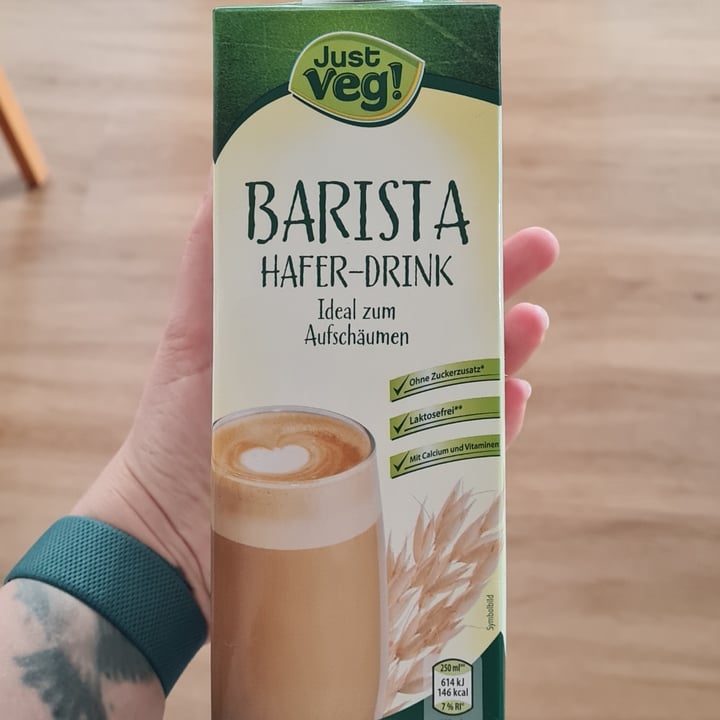 Just
Veg!
BARISTA
HAFER-DRINK
Ideal zum
Aufschäumen
Ohne Zuckerzusatz*
Laktosefrei**
Mit Calcium und Vitaminen
Symbolbild
250 ml**
614 kJ
146 kcal
7 % RI*